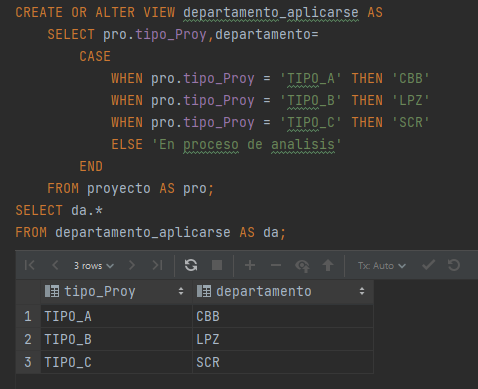 CREATE OR ALTER VIEW departamento_aplicarse AS
SELECT pro.tipo_Proy,departamento=
CASE
WHEN pro.tipo_Proy = 'TIPO_A' THEN 'CBB'
WHEN pro.tipo_Proy = 'TIPO_B' THEN 'LPZ'
WHEN pro.tipo_Proy = 'TIPO_C' THEN 'SCR'
ELSE 'En proceso de analisis'
END
FROM proyecto AS pro;
SELECT da.*
FROM departamento_aplicarse AS da;
3 rows Tx: Auto
tipo_Proy departamento
1 TIPO_A CBB
2 TIPO_B LPZ
3 TIPO_C SCR